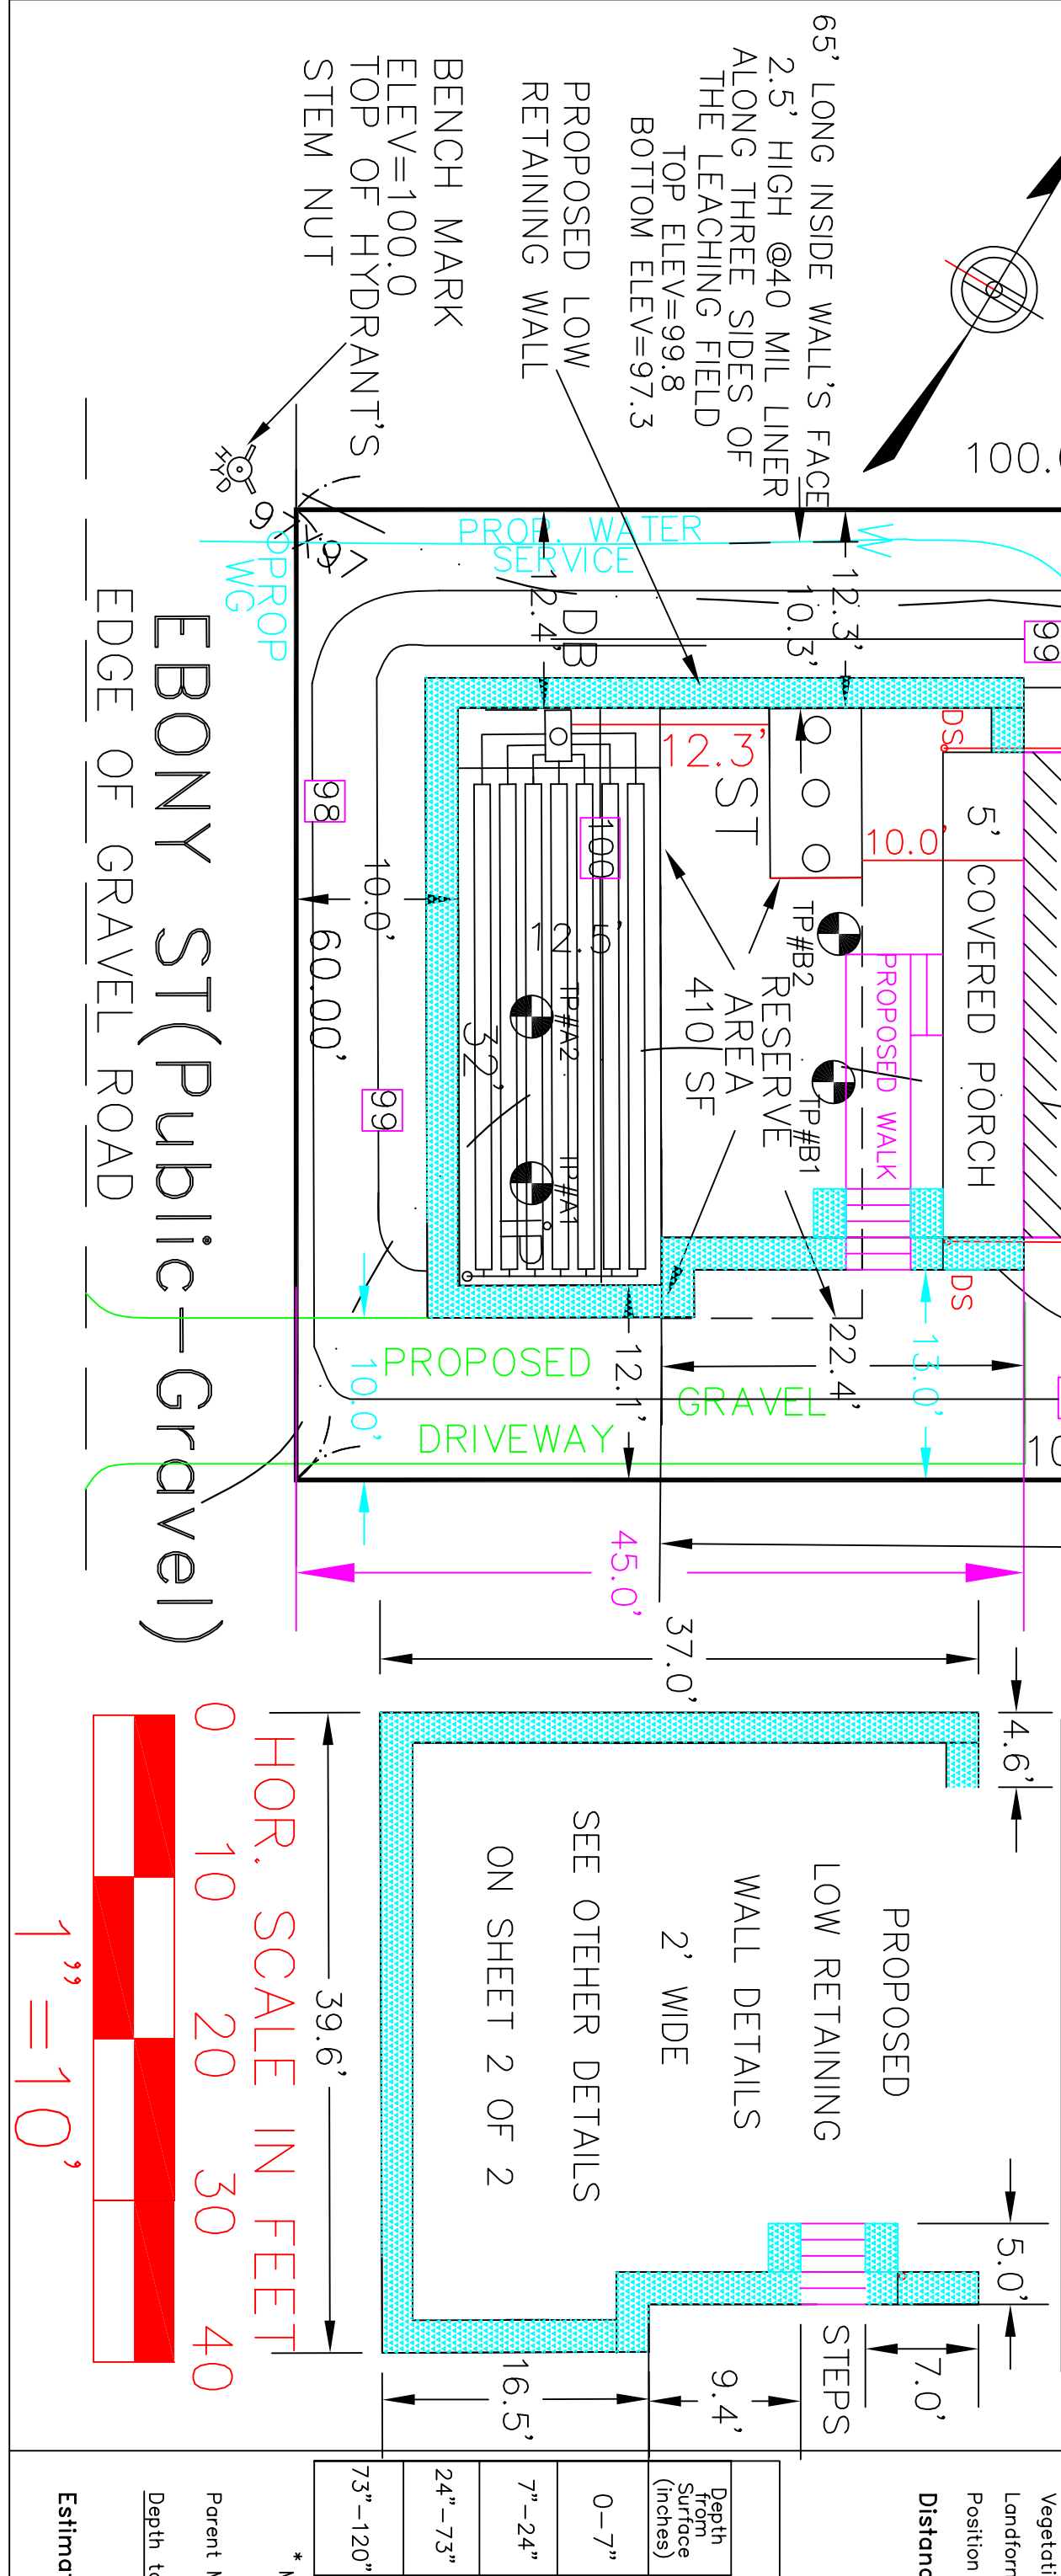 65' LONG INSIDE WALL'S FACE
2.5' HIGH @40 MIL LINER
ALONG THREE SIDES OF
THE LEACHING FIELD
TOP ELEV=99.8
BOTTOM ELEV=97.3
PROPOSED LOW
RETAINING WALL
BENCH MARK
ELEV=100.0
TOP OF HYDRANT'S
STEM NUT
HYD
PROP. WATER
SERVICE
W
PROP
WG
97
97
12.4'
12.3'
10.3'
DB
99
DS
12.3'
ST
10.0'
5' COVERED PORCH
98
100
10.0'
60.00'
12.5'
32'
TP#A2
TP#A1
IP
TP#B2
TP#B1
PROPOSED WALK
RESERVE
AREA
410 SF
99
DS
EBONY ST(Public-Gravel)
EDGE OF GRAVEL ROAD
PROPOSED
GRAVEL
DRIVEWAY
10.0'
12.1'
22.4'
13.0'
45.0'
37.0'
4.6'
39.6'
PROPOSED
LOW RETAINING
WALL DETAILS
2' WIDE
SEE OTEHER DETAILS
ON SHEET 2 OF 2
5.0'
7.0'
STEPS
9.4'
16.5'
HOR. SCALE IN FEET
0 10 20 30 40
1"=10'
Position
Depth
from
Surface
(inches)
0-7"
7"-24"
24"-73"
73"-120"
Parent